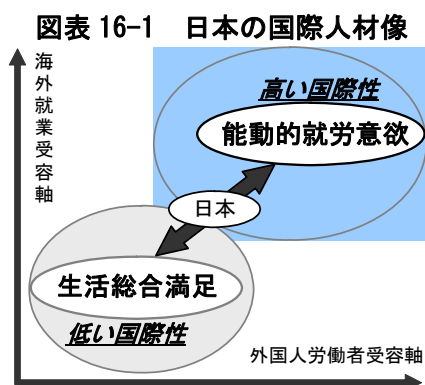 図表 16-1 日本の国際人材像
海外就業受容軸
高い国際性
能動的就労意欲
日本
生活総合満足
低い国際性
外国人労働者受容軸